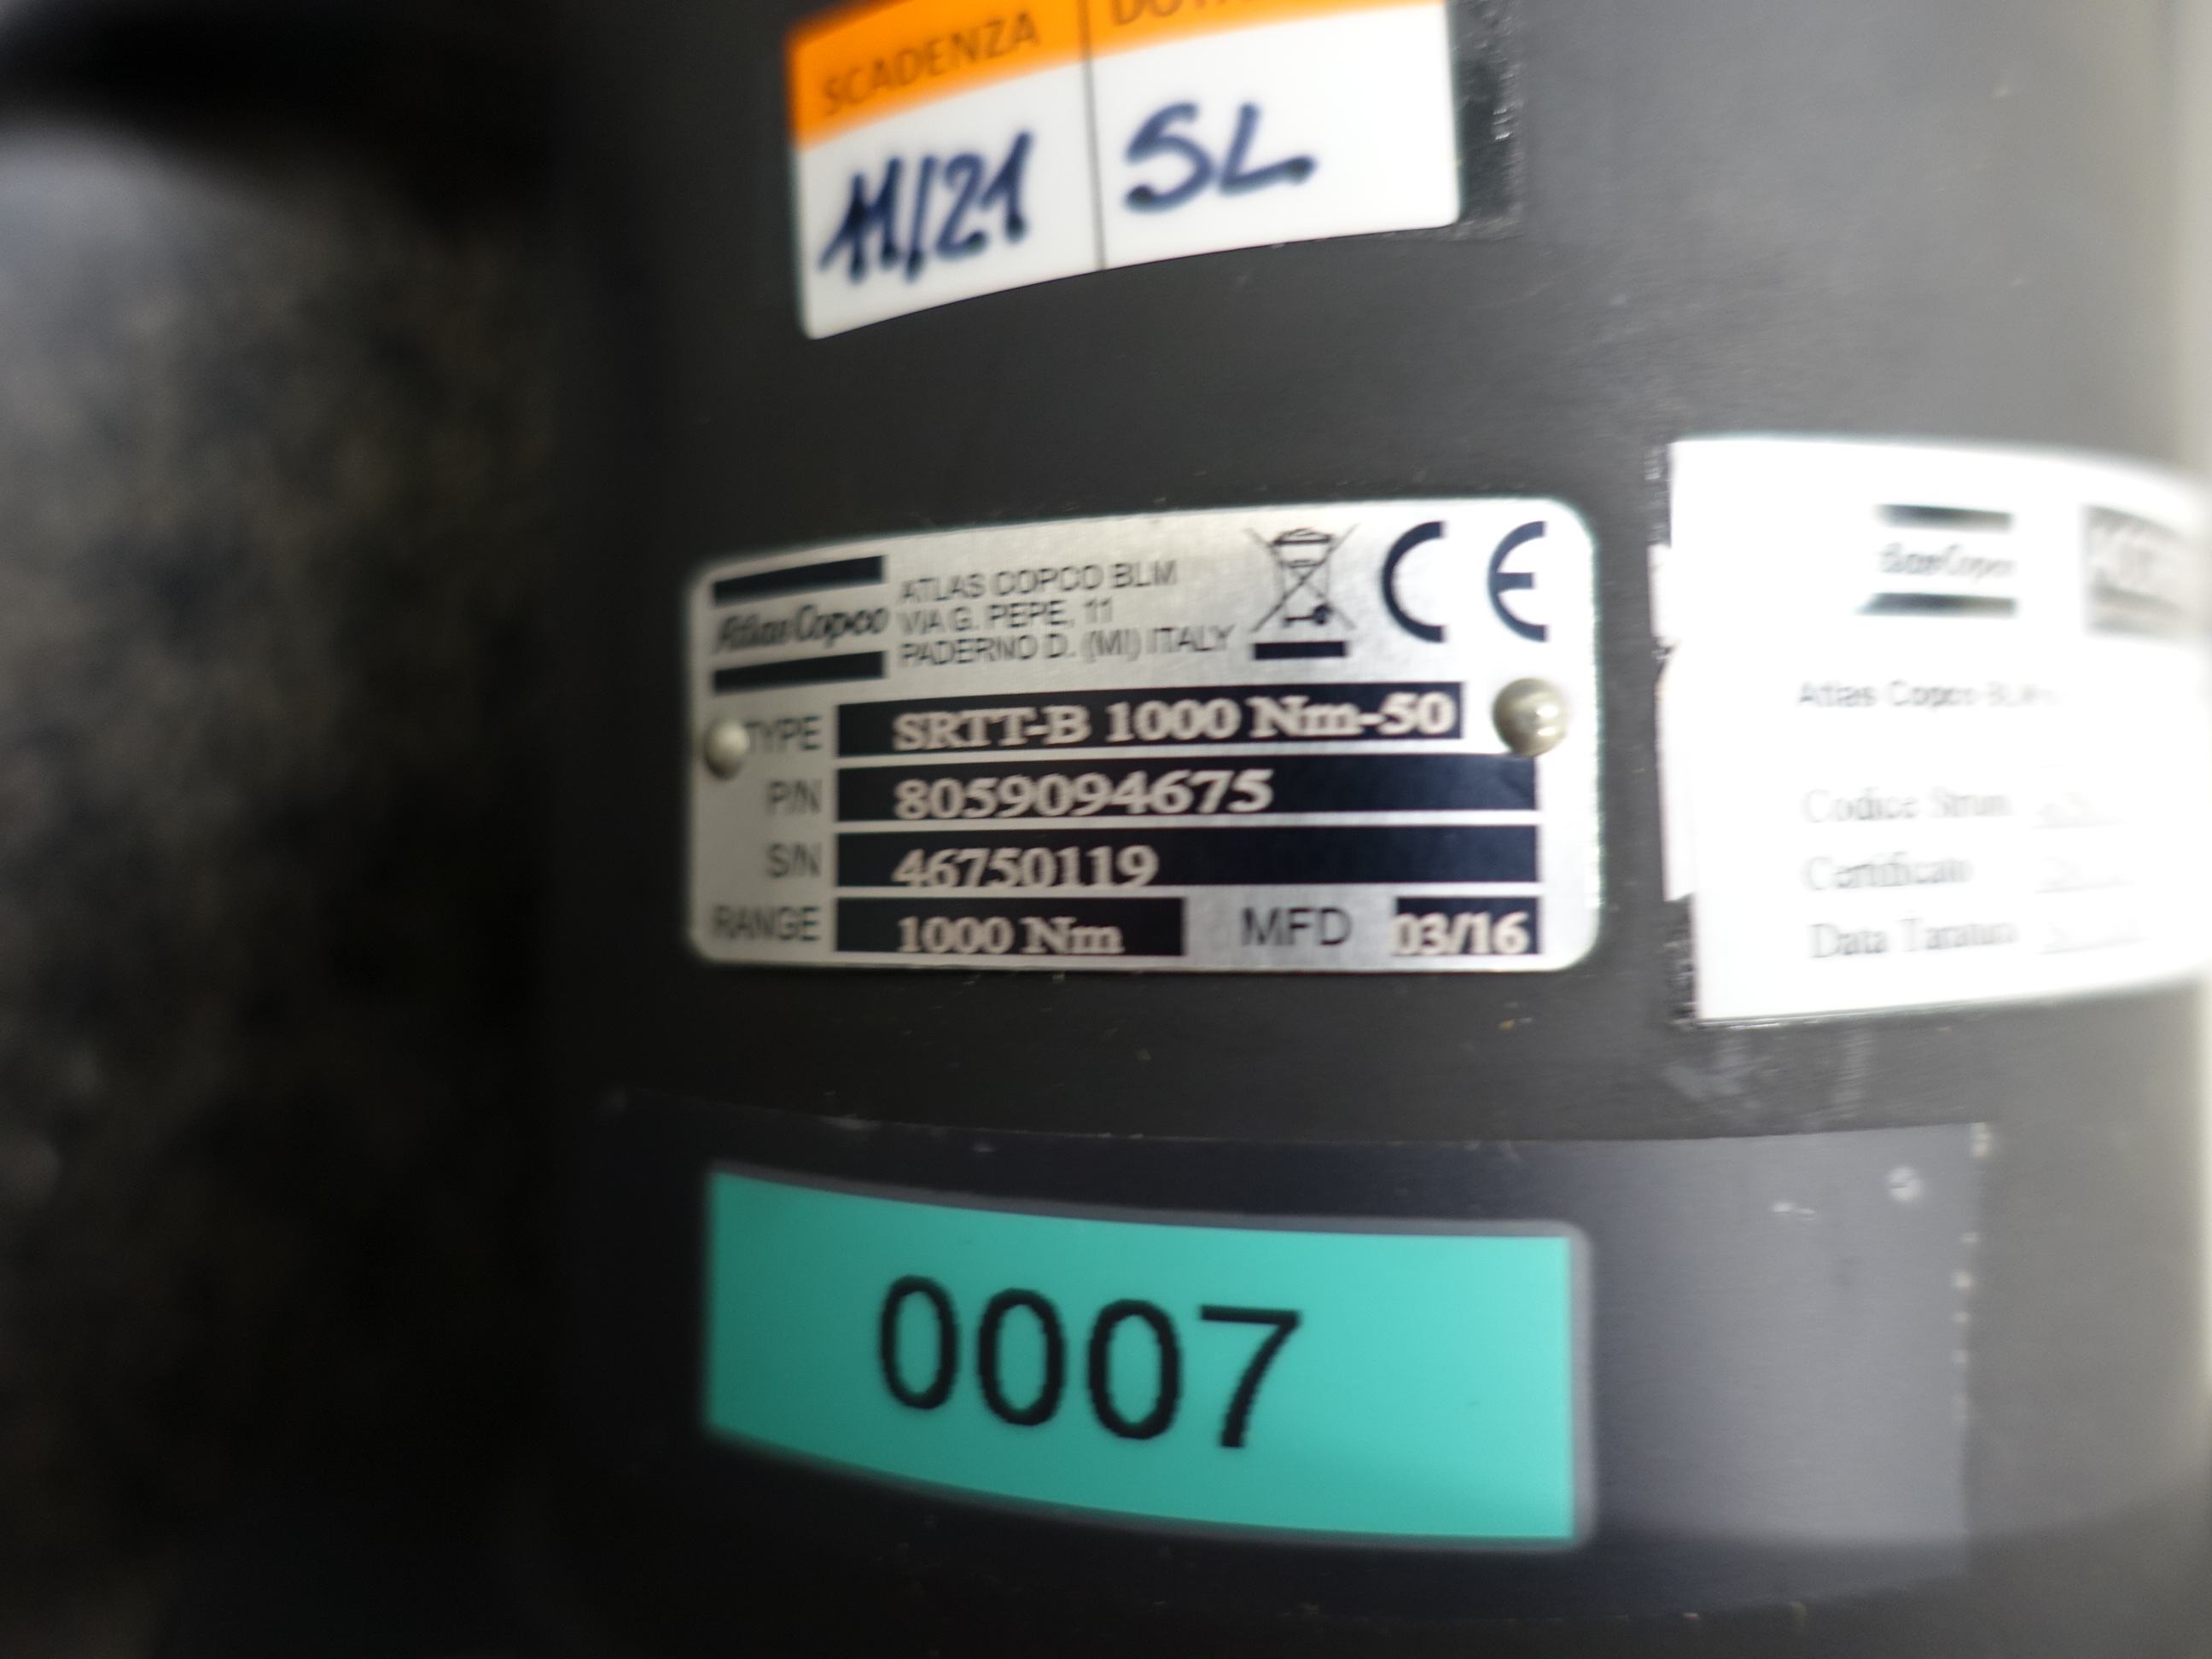 SCADENZA
11/21 SL
Atlas Copco
ATLAS COPCO BLM
VIA G. PEPE, 11
PADERNO D. (MI) ITALY
CE
TYPE SRTT-B 1000 Nm-50
P/N 8059094675
S/N 46750119
RANGE 1000 Nm MFD 03/16
Atlas Copco
Atlas Copco
Codice Strum
Certificato
Data Taratura
0007